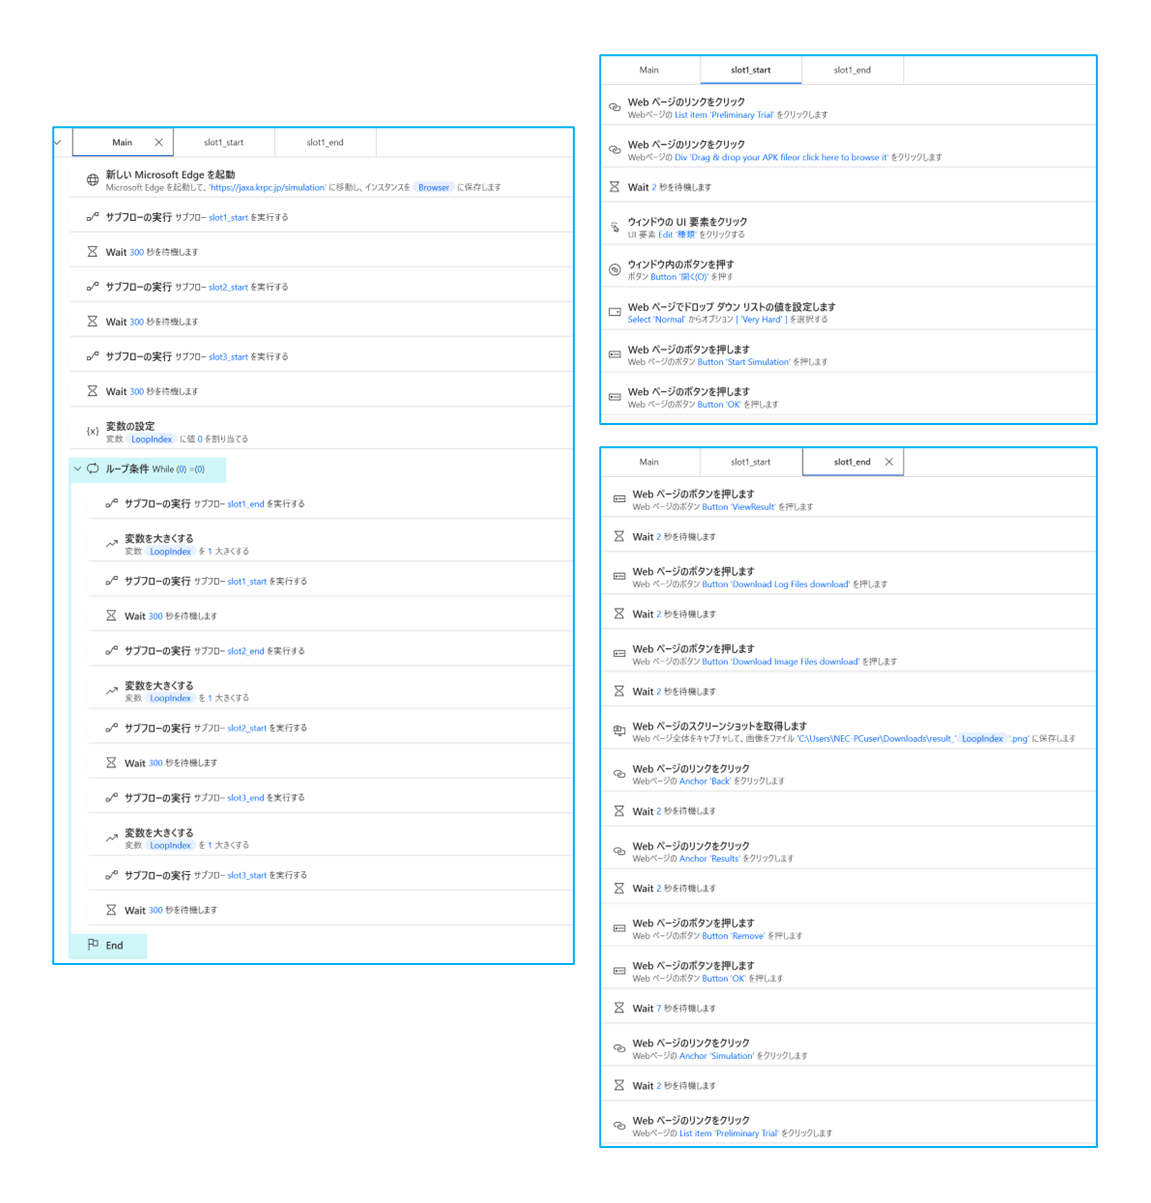 Main
slot1_start
slot1_end
新しい Microsoft Edge を起動
Microsoft Edge を起動して、'https://jaxa.krpc.jp/simulation' に移動し、インスタンスを Browser に保存します
サブフローの実行 サブフロー slot1_start を実行する
Wait 300 秒を待機します
サブフローの実行 サブフロー slot2_start を実行する
Wait 300 秒を待機します
サブフローの実行 サブフロー slot3_start を実行する
Wait 300 秒を待機します
{x} 変数の設定
変数 LoopIndex に値 0 を割り当てる
ループ条件 While (0) =(0)
サブフローの実行 サブフロー slot1_end を実行する
変数を大きくする
変数 LoopIndex を 1 大きくする
サブフローの実行 サブフロー slot1_start を実行する
Wait 300 秒を待機します
サブフローの実行 サブフロー slot2_end を実行する
変数を大きくする
変数 LoopIndex を 1 大きくする
サブフローの実行 サブフロー slot2_start を実行する
Wait 300 秒を待機します
サブフローの実行 サブフロー slot3_end を実行する
変数を大きくする
変数 LoopIndex を 1 大きくする
サブフローの実行 サブフロー slot3_start を実行する
Wait 300 秒を待機します
End
Main
slot1_start
slot1_end
Web ページのリンクをクリック
Webページの List item 'Preliminary Trial' をクリックします
Web ページのリンクをクリック
Webページの Div 'Drag & drop your APK fileor click here to browse it' をクリックします
Wait 2 秒を待機します
ウィンドウの UI 要素をクリック
UI 要素 Edit '種類' をクリックする
ウィンドウ内のボタンを押す
ボタン Button '開く(O)' を押す
Web ページでドロップ ダウン リストの値を設定します
Select 'Normal' からオプション [ 'Very Hard' ] を選択する
Web ページのボタンを押します
Web ページのボタン Button 'Start Simulation' を押します
Web ページのボタンを押します
Web ページのボタン Button 'OK' を押します
Main
slot1_start
slot1_end
Web ページのボタンを押します
Web ページのボタン Button 'ViewResult' を押します
Wait 2 秒を待機します
Web ページのボタンを押します
Web ページのボタン Button 'Download Log Files download' を押します
Wait 2 秒を待機します
Web ページのボタンを押します
Web ページのボタン Button 'Download Image Files download' を押します
Wait 2 秒を待機します
Web ページのスクリーンショットを取得します
Web ページ全体をキャプチャして、画像をファイル 'C:\Users\NEC-PCuser\Downloads\result_' LoopIndex '.png' に保存します
Web ページのリンクをクリック
Webページの Anchor 'Back' をクリックします
Wait 2 秒を待機します
Web ページのリンクをクリック
Webページの Anchor 'Results' をクリックします
Wait 2 秒を待機します
Web ページのボタンを押します
Web ページのボタン Button 'Remove' を押します
Web ページのボタンを押します
Web ページのボタン Button 'OK' を押します
Wait 7 秒を待機します
Web ページのリンクをクリック
Webページの Anchor 'Simulation' をクリックします
Wait 2 秒を待機します
Web ページのリンクをクリック
Webページの List item 'Preliminary Trial' をクリックします